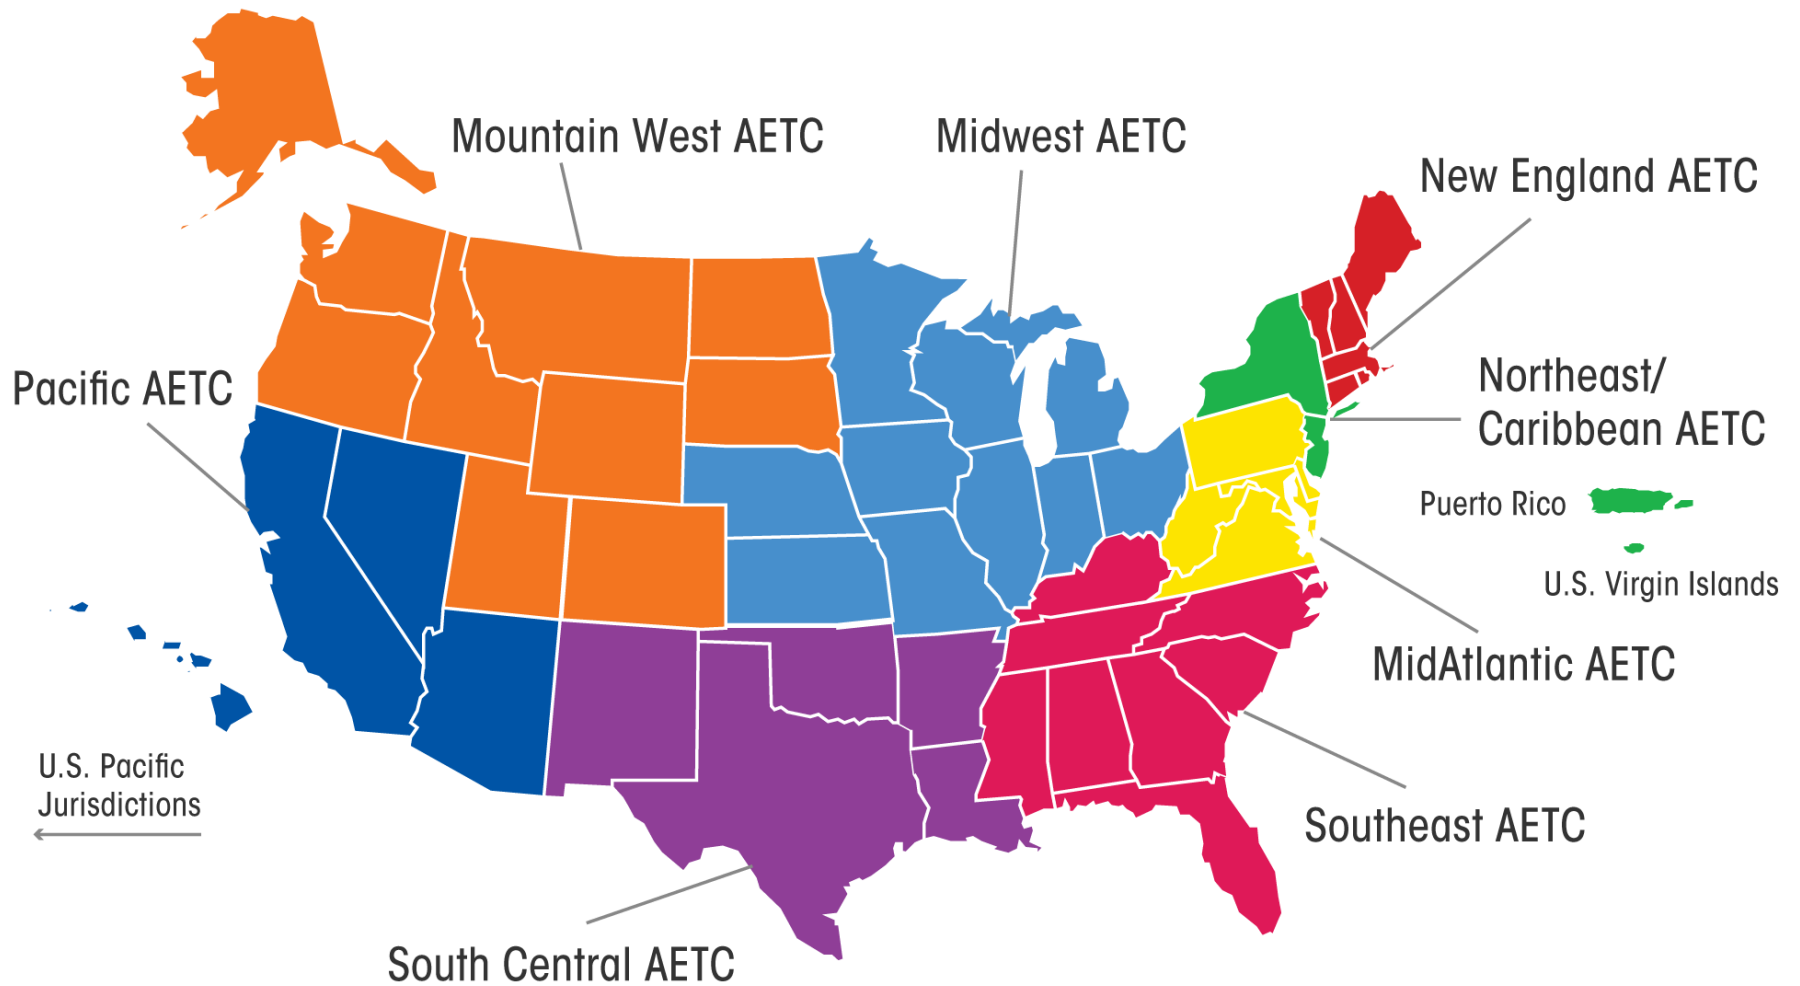 Mountain West AETC
Midwest AETC
New England AETC
Pacific AETC
Northeast/
Caribbean AETC
Puerto Rico
U.S. Virgin Islands
MidAtlantic AETC
U.S. Pacific
Jurisdictions
Southeast AETC
South Central AETC